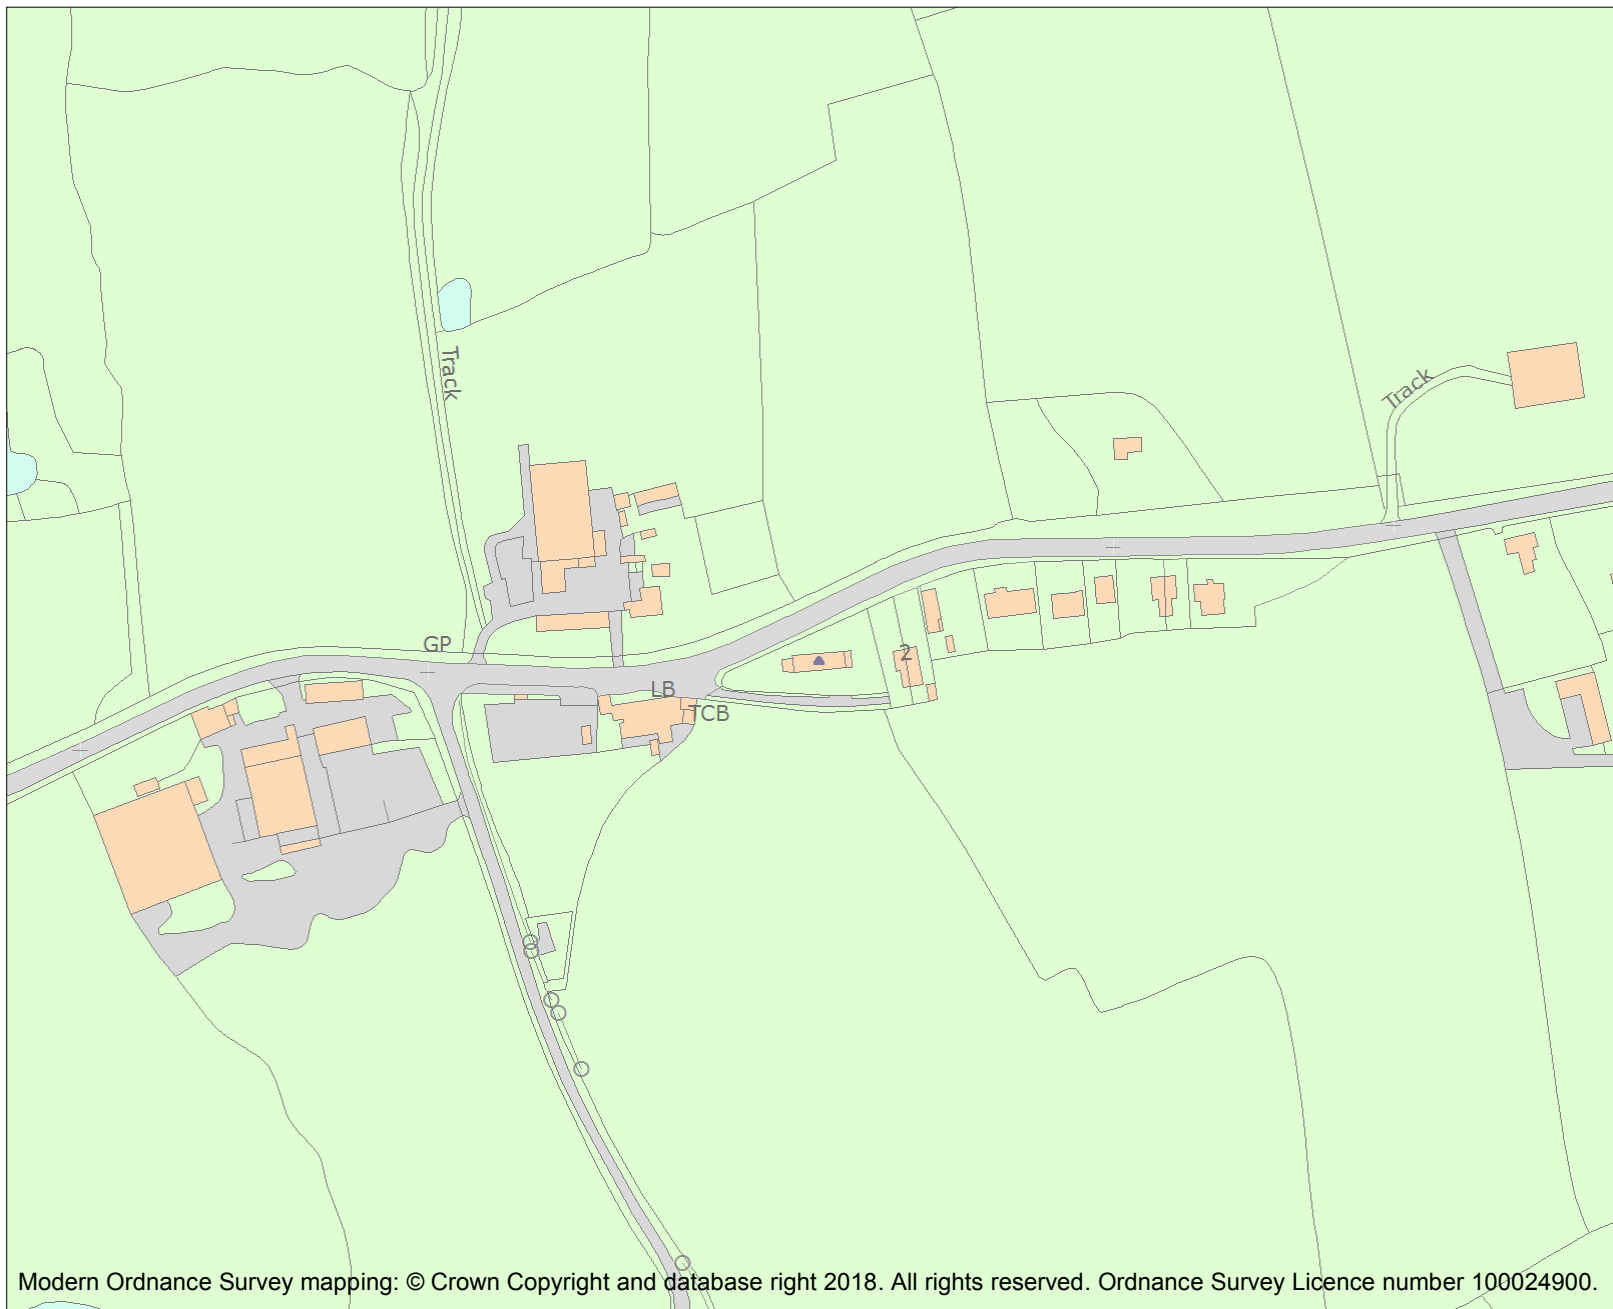 Track
Track
GP
2
LB
TCB
Modern Ordnance Survey mapping: © Crown Copyright and database right 2018. All rights reserved. Ordnance Survey Licence number 100024900.